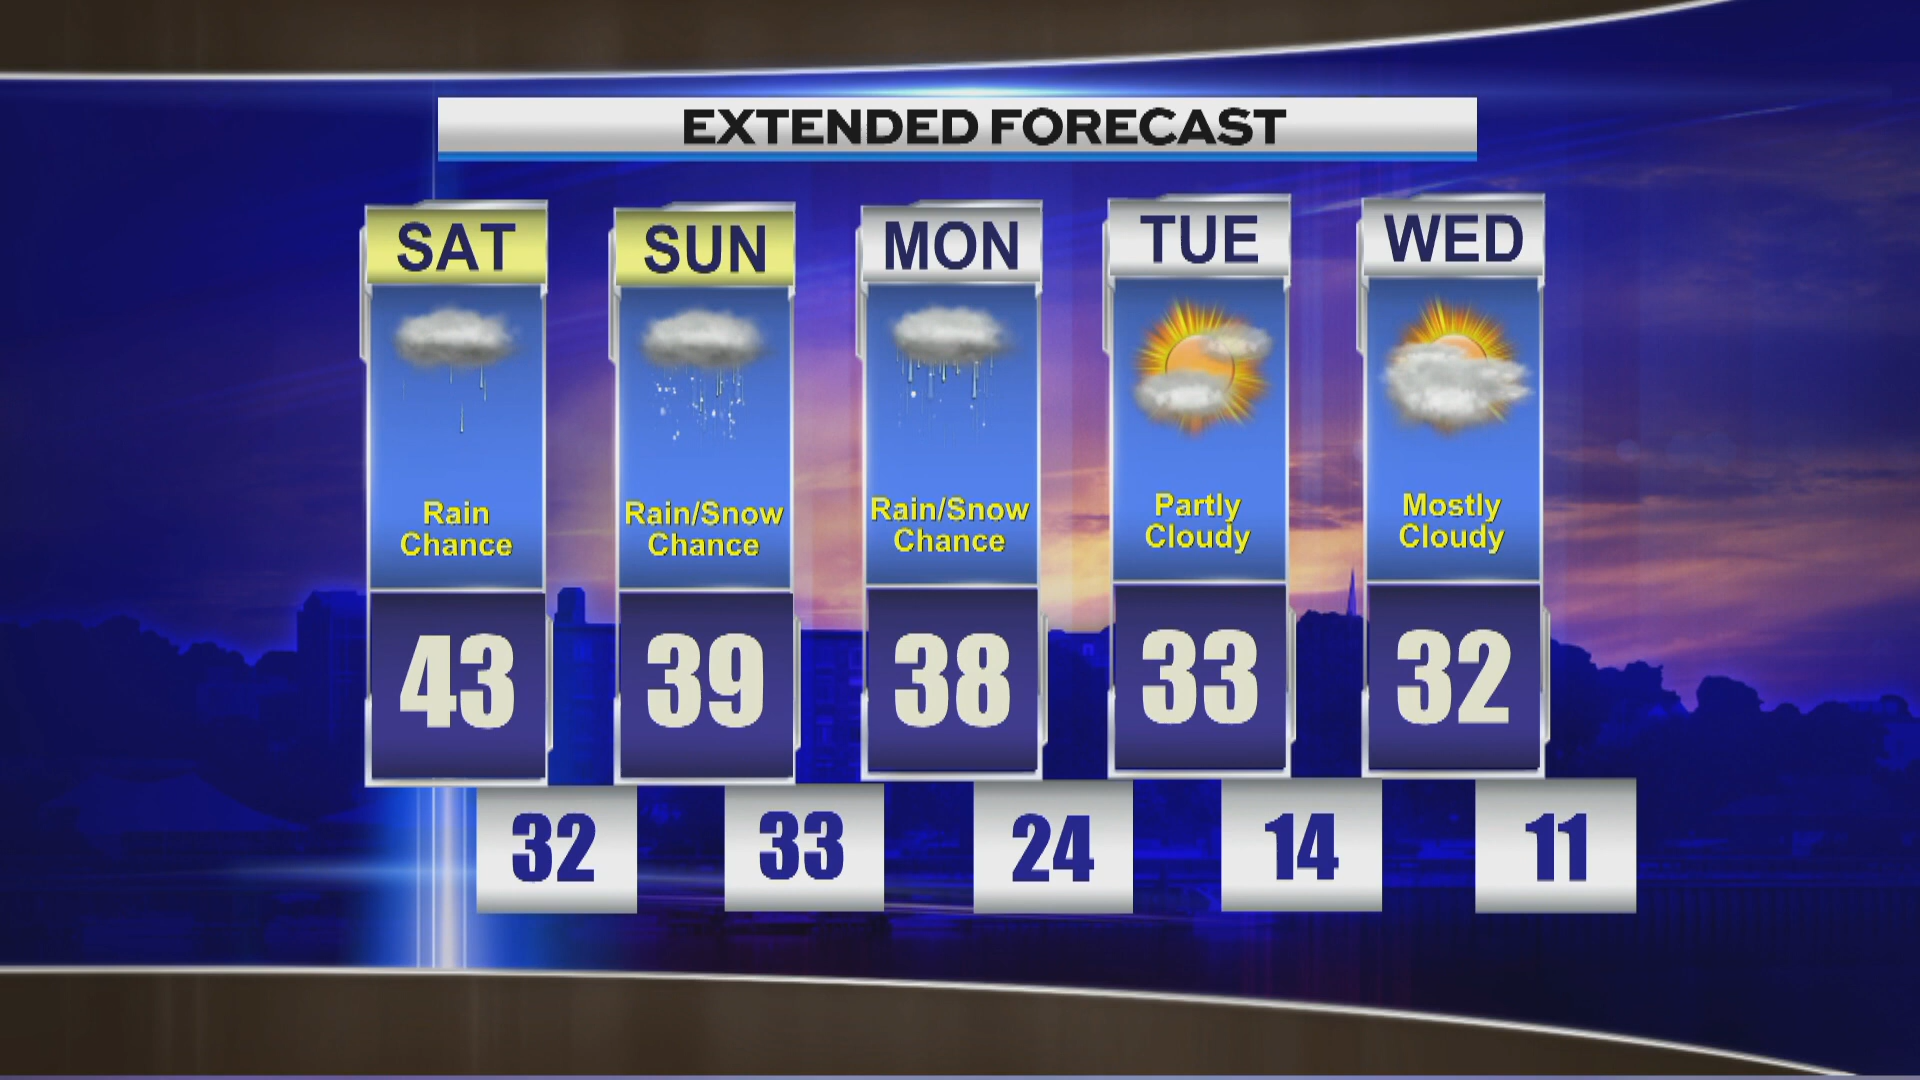 EXTENDED FORECAST
SAT SUN MON TUE WED
Rain
Chance
Rain/Snow
Chance
Rain/Snow
Chance
Partly
Cloudy
Mostly
Cloudy
43 39 38 33 32
32 33 24 14 11